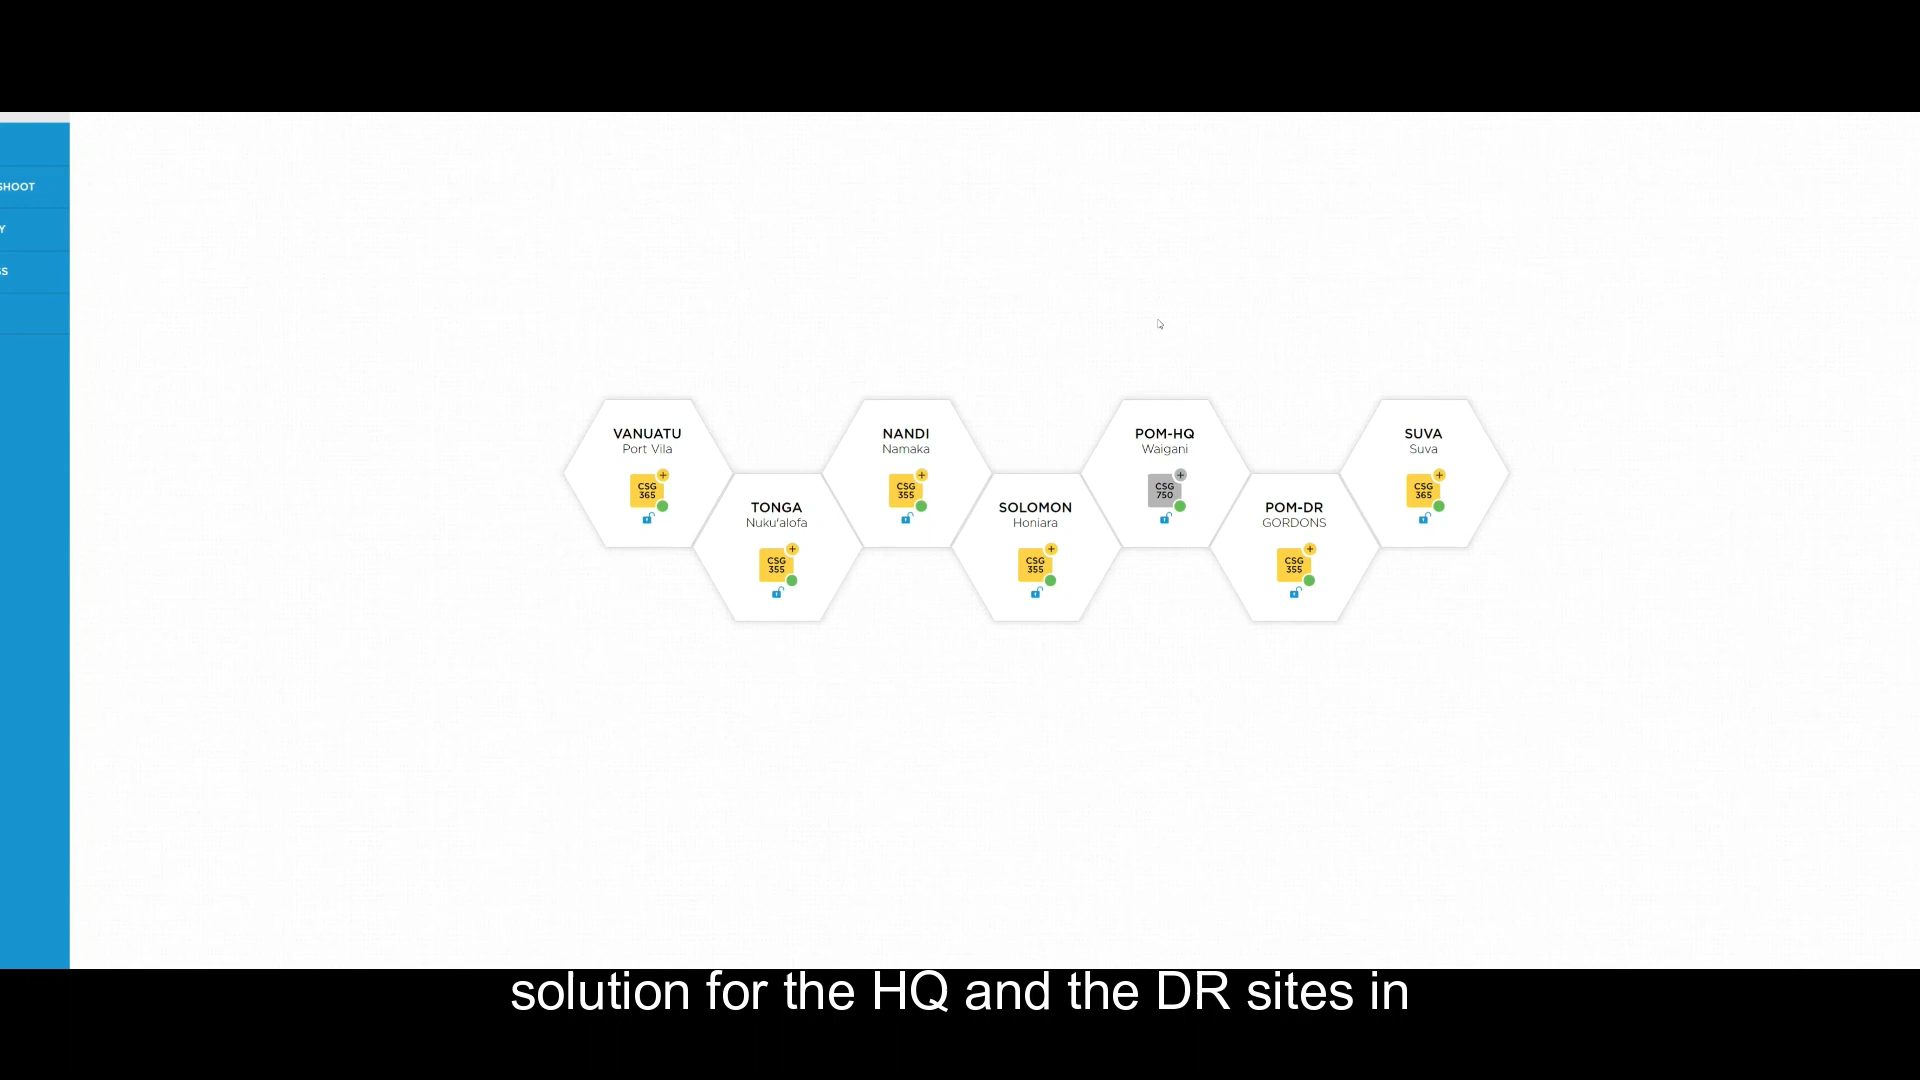 SHOOT
Y
SS
VANUATU
Port Vila
CSG
365
TONGA
Nuku'alofa
CSG
355
NANDI
Namaka
CSG
355
SOLOMON
Honiara
CSG
355
POM-HQ
Waigani
CSG
750
POM-DR
GORDONS
CSG
355
SUVA
Suva
CSG
365
solution for the HQ and the DR sites in